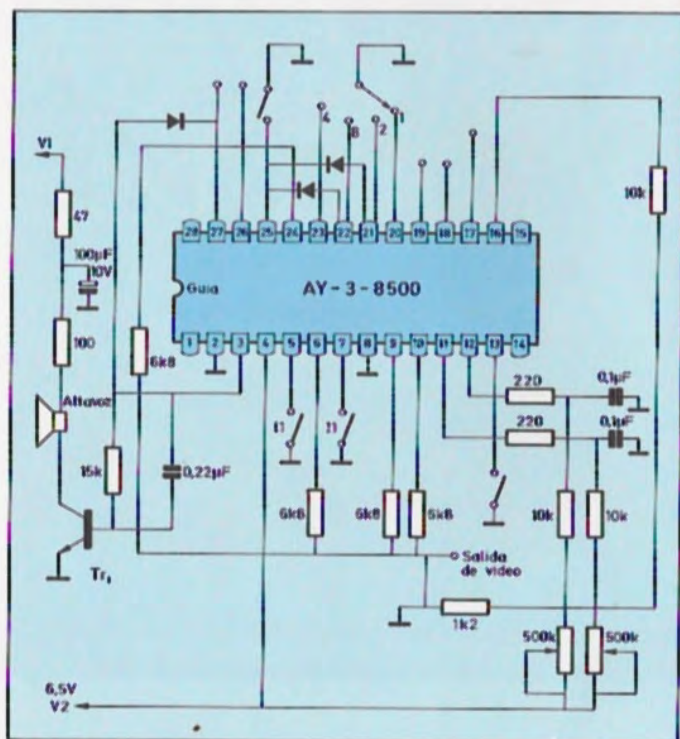 4
8
2
1
V1
47
10k
28 27 26 25 24 23 22 21 20 19 18 17 16 15
100µF
10V
Guia
AY-3-8500
100
1 2 3 4 5 6 7 8 9 10 11 12 13 14
6k8
220
0,1µF
Altavoz
I1
I1
220
0,1µF
15k
0,22µF
6k8
6k8
6k8
10k
10k
Tr₁
Salida
de vídeo
1k2
500k
500k
6,5V
V2